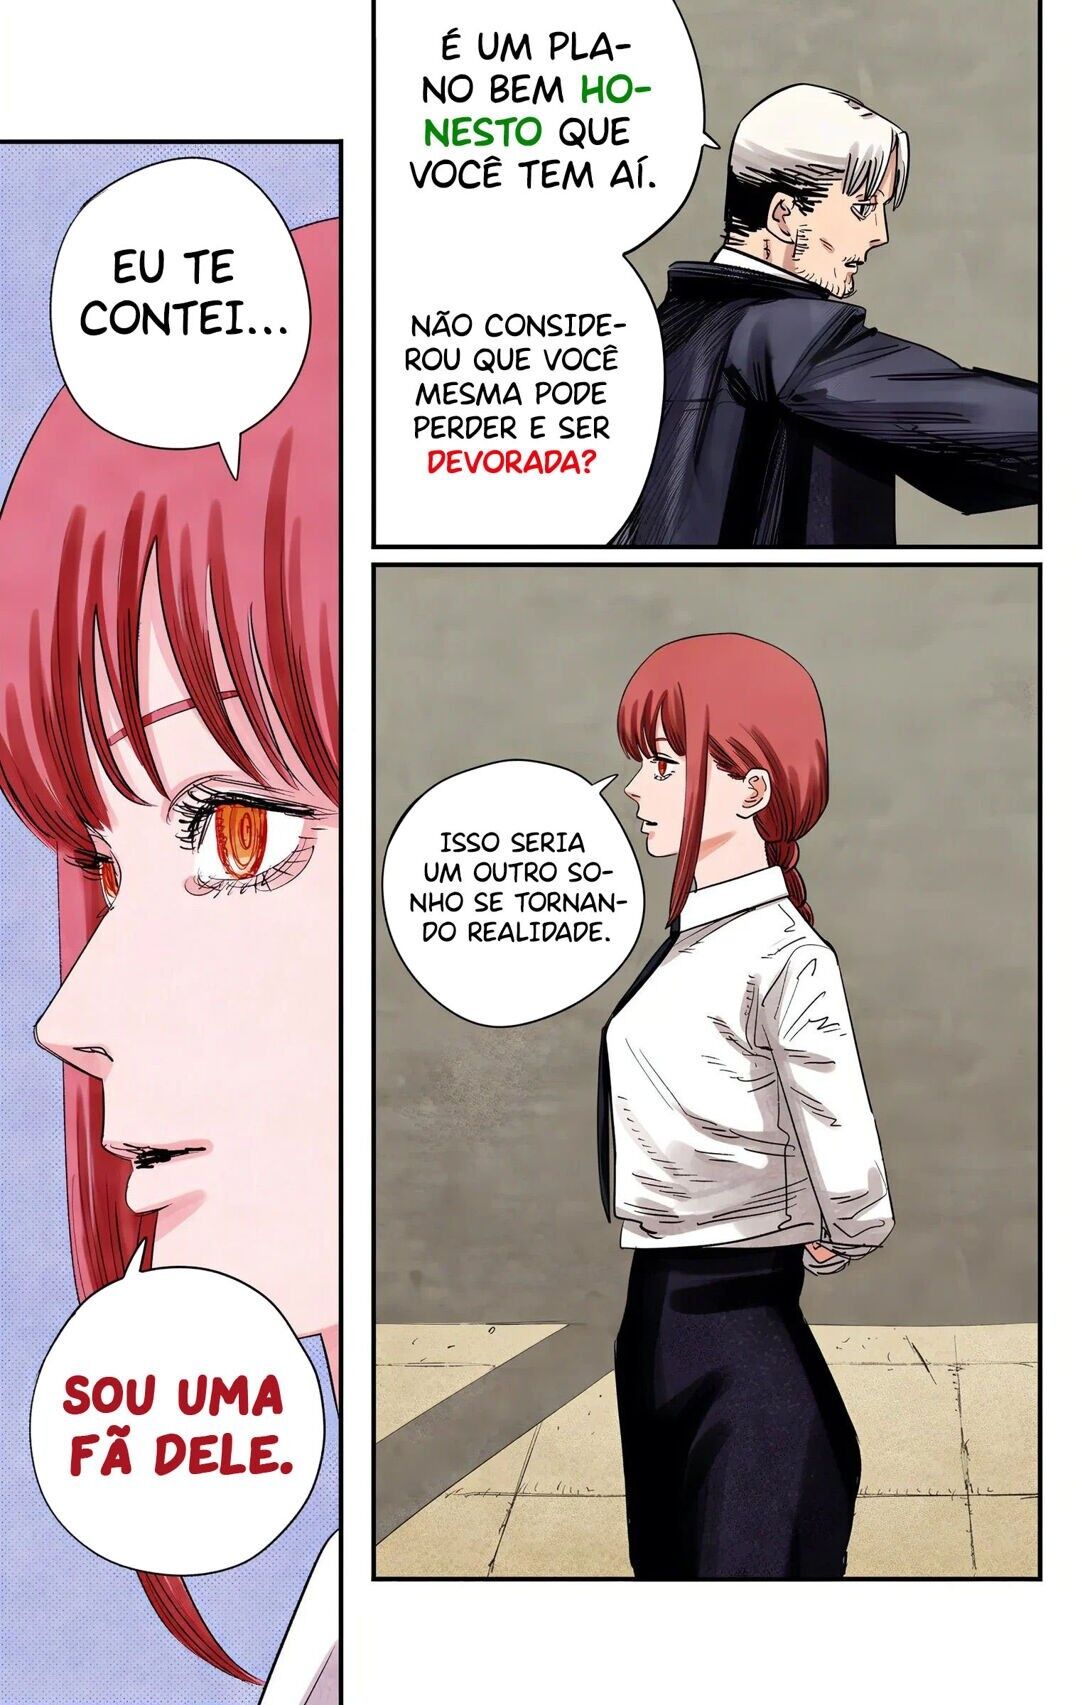 É UM PLA-
NO BEM HO-
NESTO QUE
VOCÊ TEM AÍ.
NÃO CONSIDE-
ROU QUE VOCÊ
MESMA PODE
PERDER E SER
DEVORADA?
ISSO SERIA
UM OUTRO SO-
NHO SE TORNAN-
DO REALIDADE.
EU TE
CONTEI...
SOU UMA
FÃ DELE.